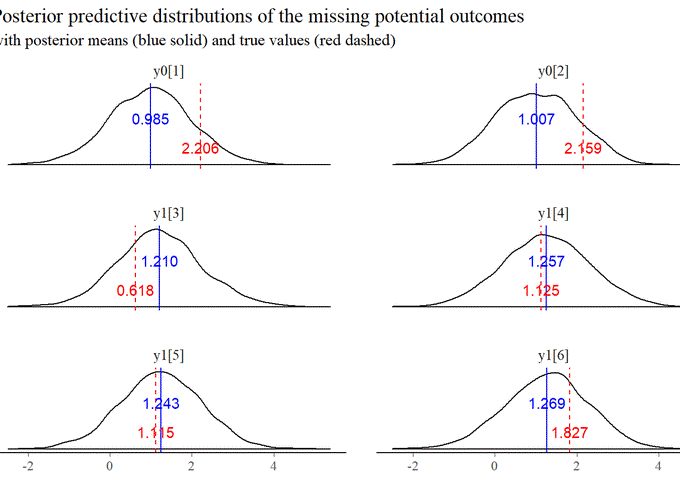 Posterior predictive distributions of the missing potential outcomes
with posterior means (blue solid) and true values (red dashed)
y0[1] y0[2]
0.985 1.007
2.206 2.159
y1[3] y1[4]
1.210 1.257
0.618 1.125
y1[5] y1[6]
1.243 1.269
1.115 1.827
-2 0 2 4 -2 0 2 4